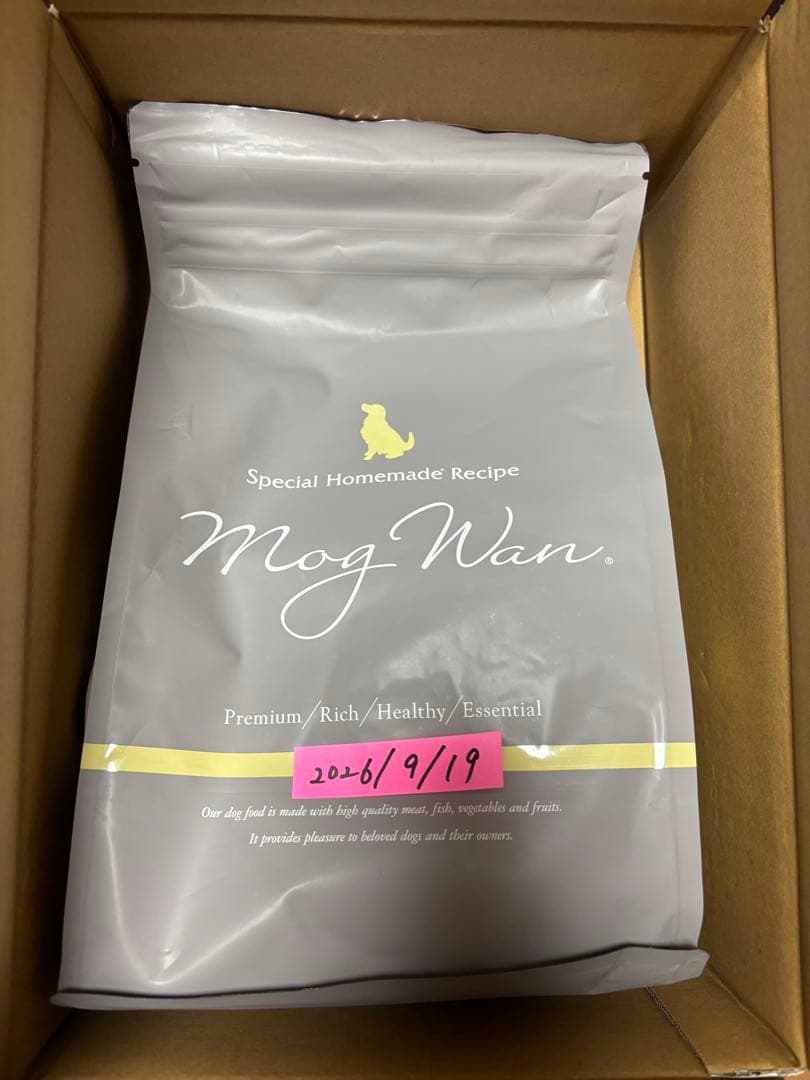 Special Homemade Recipe
Mog Wan®
Premium/Rich/Healthy/Essential
2026/9/19
Our dog food is made with high quality meat, fish, vegetables and fruits.
It provides pleasure to beloved dogs and their owners.